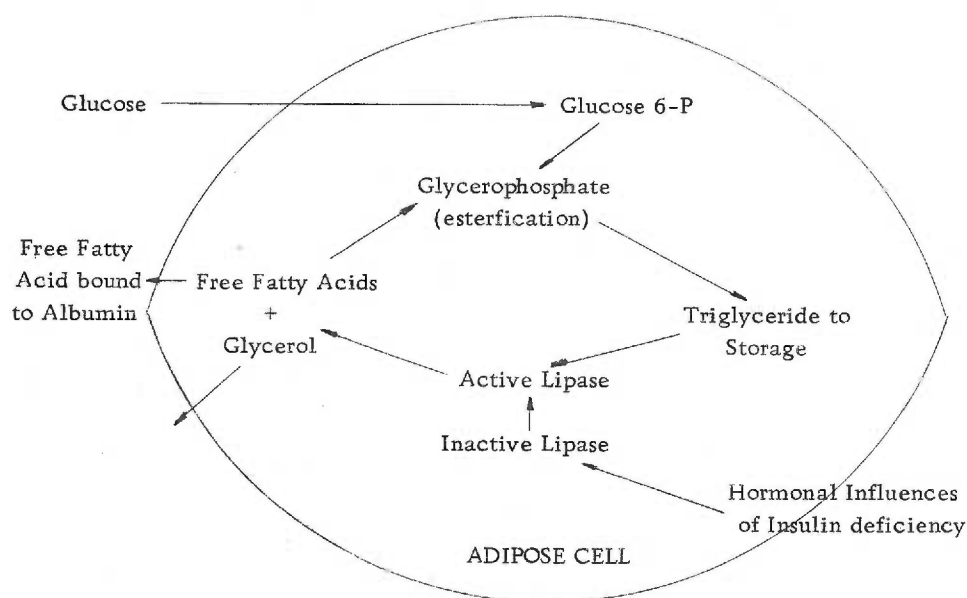 Glucose
Glucose 6-P
Glycerophosphate
(esterfication)
Free Fatty
Acid bound
to Albumin
Free Fatty Acids
+
Glycerol
Triglyceride to
Storage
Active Lipase
Inactive Lipase
Hormonal Influences
of Insulin deficiency
ADIPOSE CELL